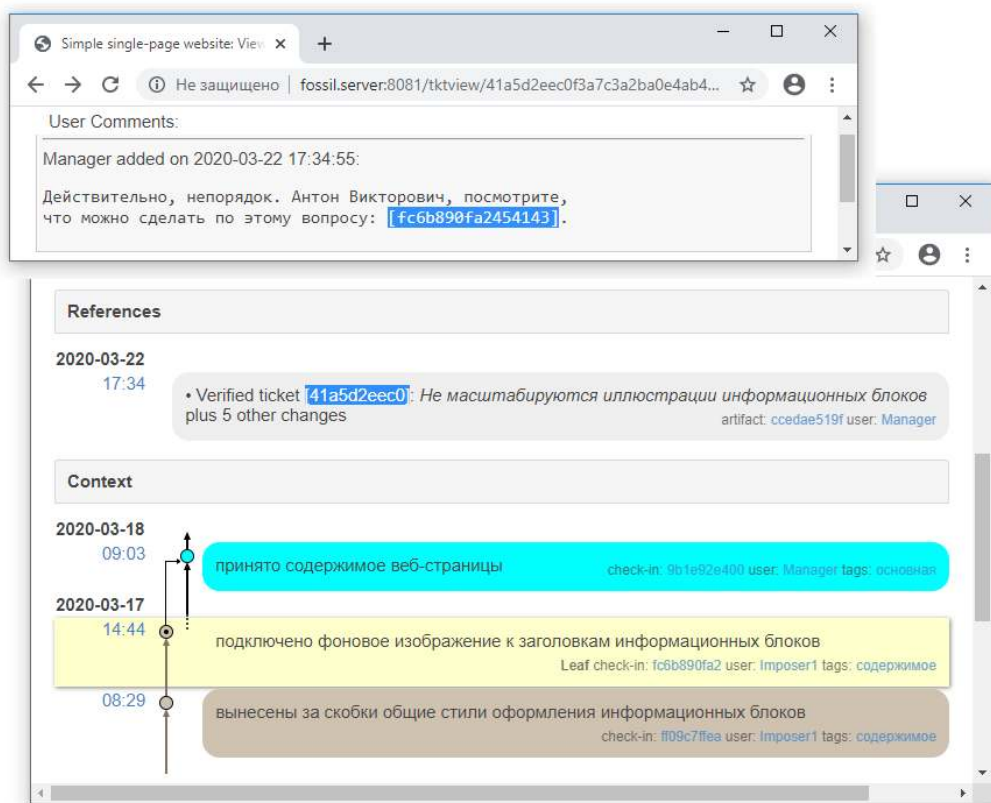 Simple single-page website: View
Не защищено | fossil.server:8081/tktview/41a5d2eec0f3a7c3a2ba0e4ab4...
User Comments:
Manager added on 2020-03-22 17:34:55:
Действительно, непорядок. Антон Викторович, посмотрите,
что можно сделать по этому вопросу: [fc6b890fa2454143].
References
2020-03-22
17:34
• Verified ticket [41a5d2eec0]: Не масштабируются иллюстрации информационных блоков
plus 5 other changes
artifact: ccedae519f user: Manager
Context
2020-03-18
09:03
принято содержимое веб-страницы
check-in: 9b1e92e400 user: Manager tags: основная
2020-03-17
14:44
подключено фоновое изображение к заголовкам информационных блоков
Leaf check-in: fc6b890fa2 user: Imposer1 tags: содержимое
08:29
вынесены за скобки общие стили оформления информационных блоков
check-in: ff09c7ffea user: Imposer1 tags: содержимое